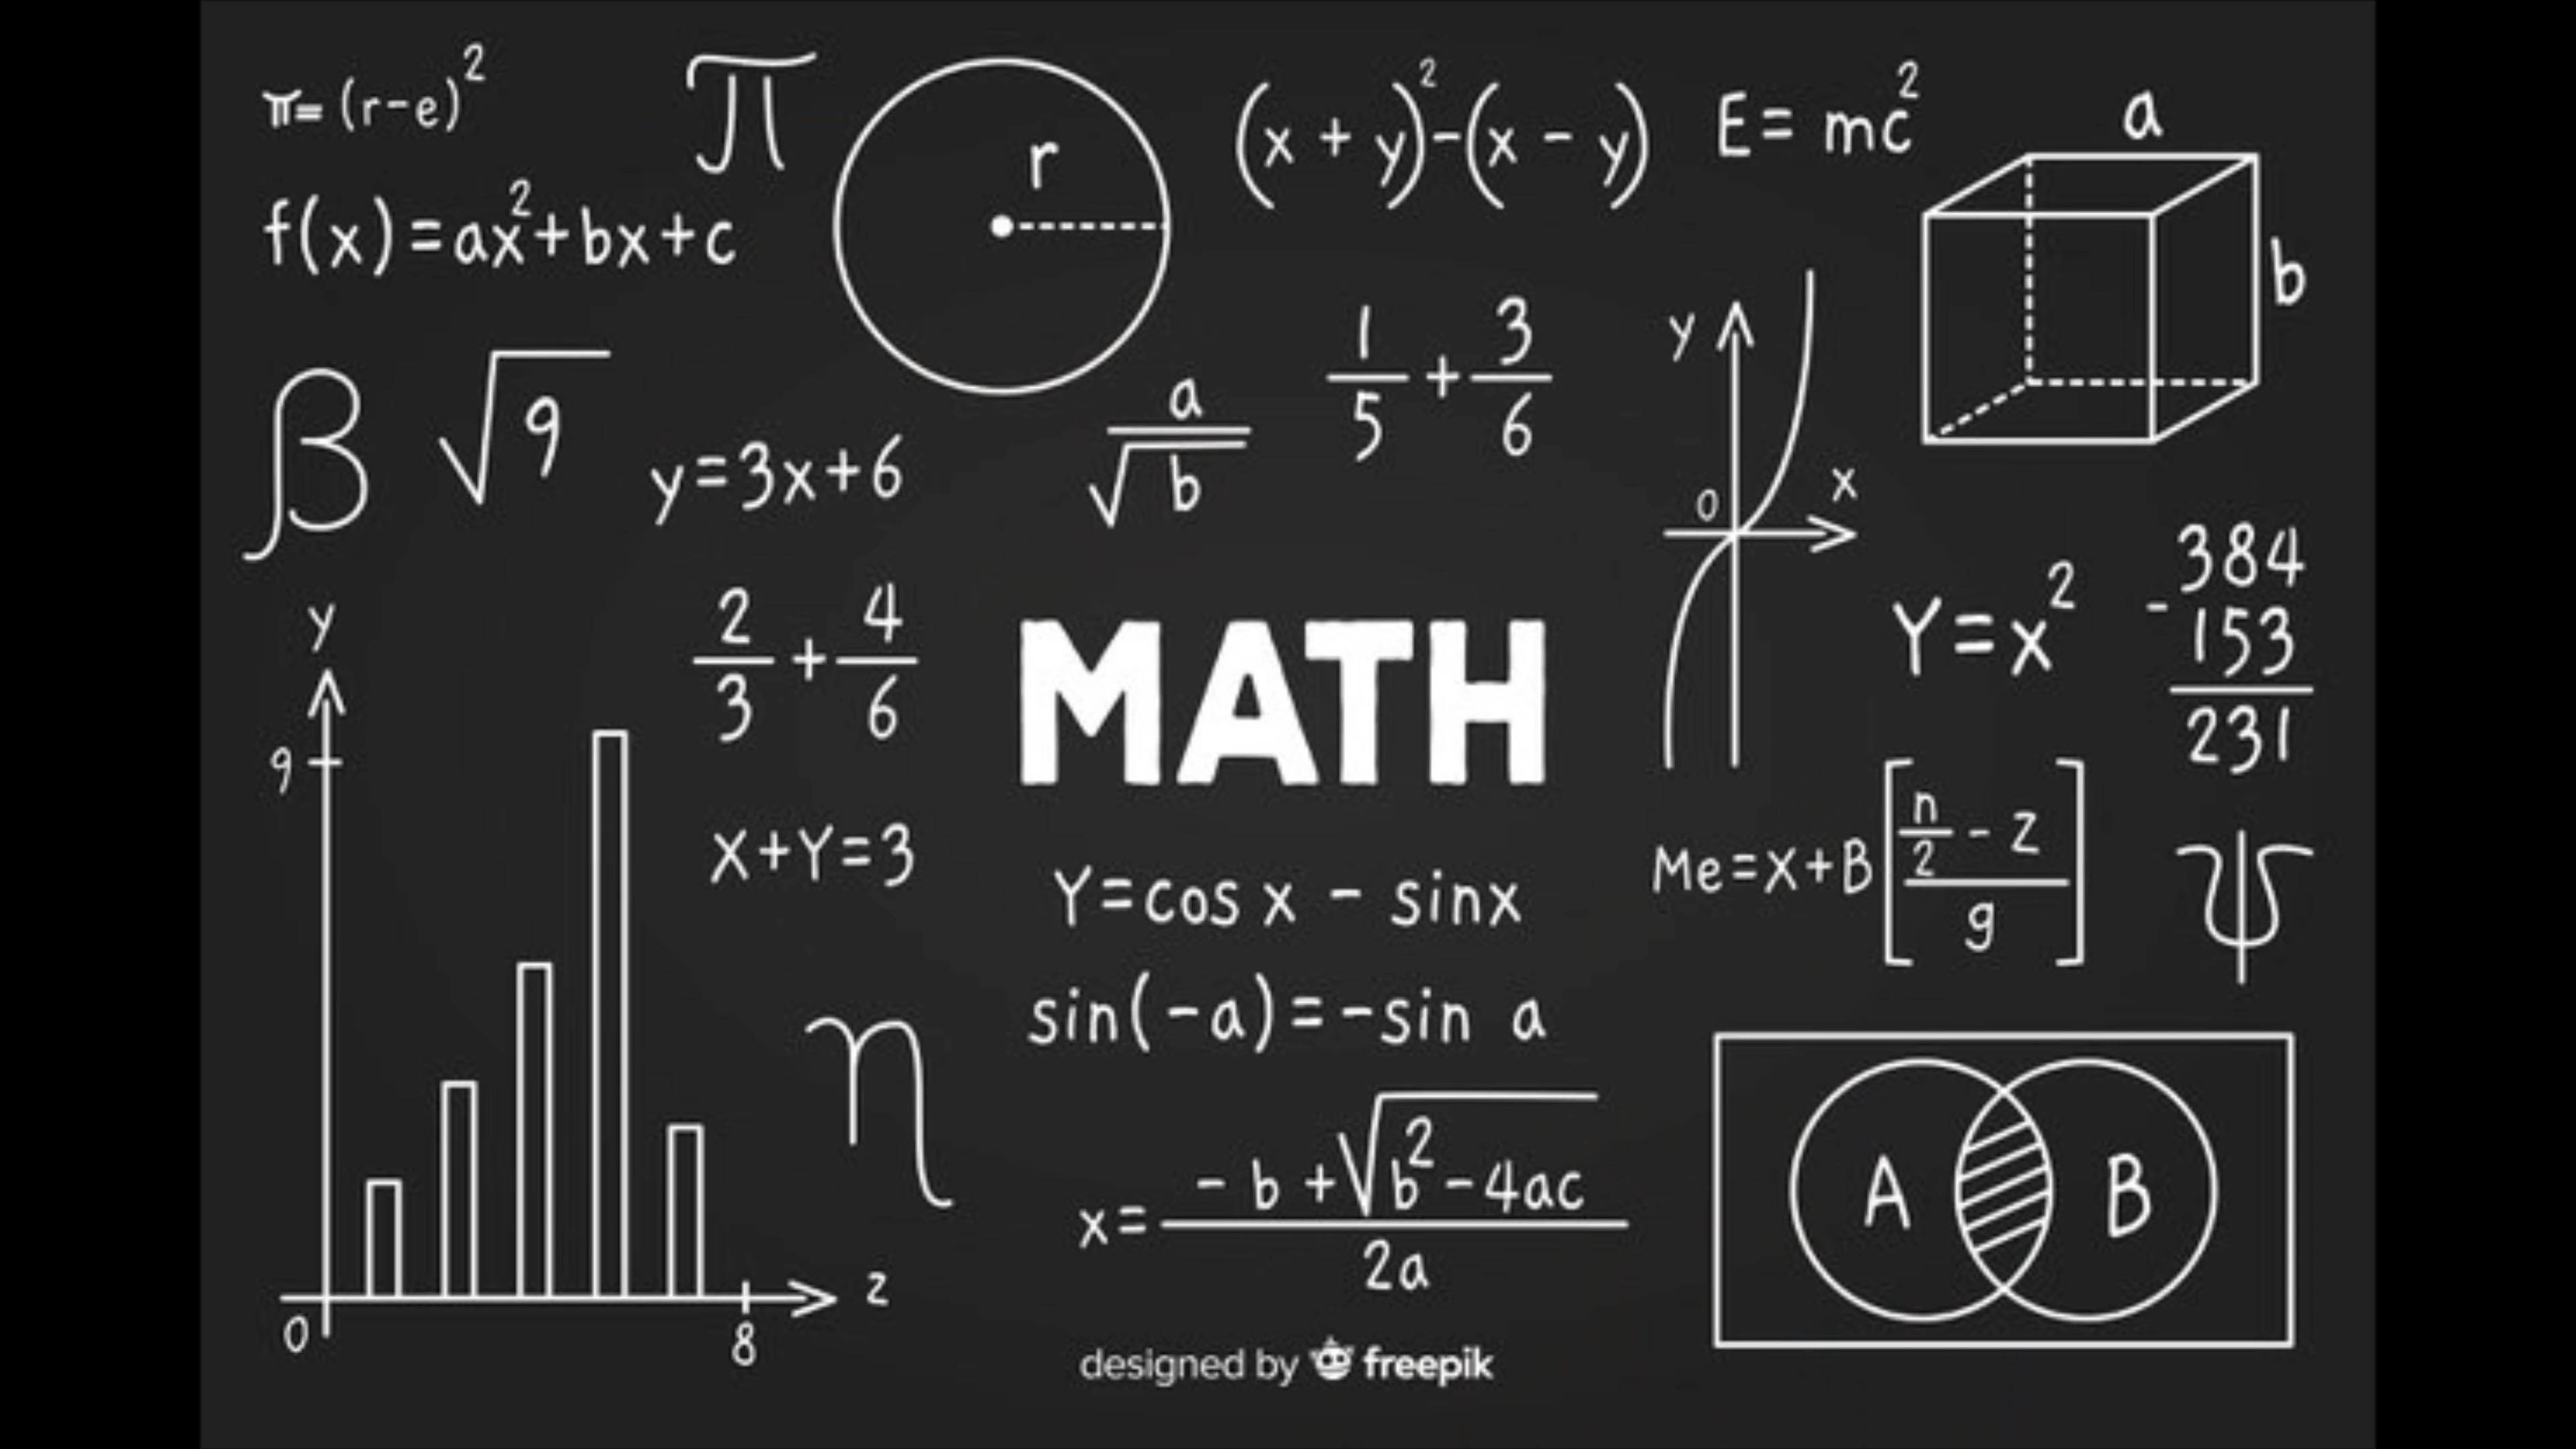 π= (r-e)²
π
r
(x + y)²-(x - y)
E= mc²
a
b
f(x)=ax²+bx+c
β
√9
y=3x+6
a/√b
1/5+3/6
y
x
0
2/3+4/6
MATH
Y=x²
384
-153
231
y
9
0
8
z
X+Y=3
Y=cos x - sinx
Me=X+B[(n/2 - z)/g]
ψ
η
sin(-a)=-sin a
x=(- b +√(b²-4ac))/2a
A
B
designed by freepik